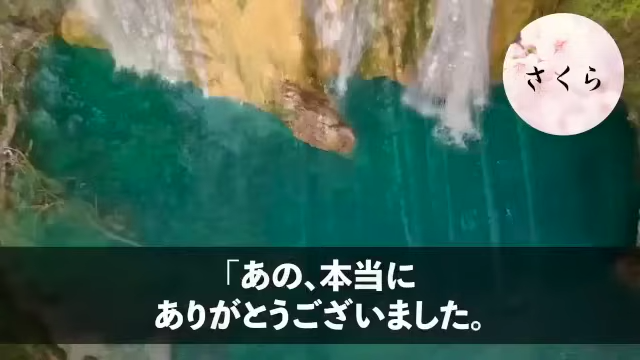 さくら
「あの、本当に
ありがとうございました。